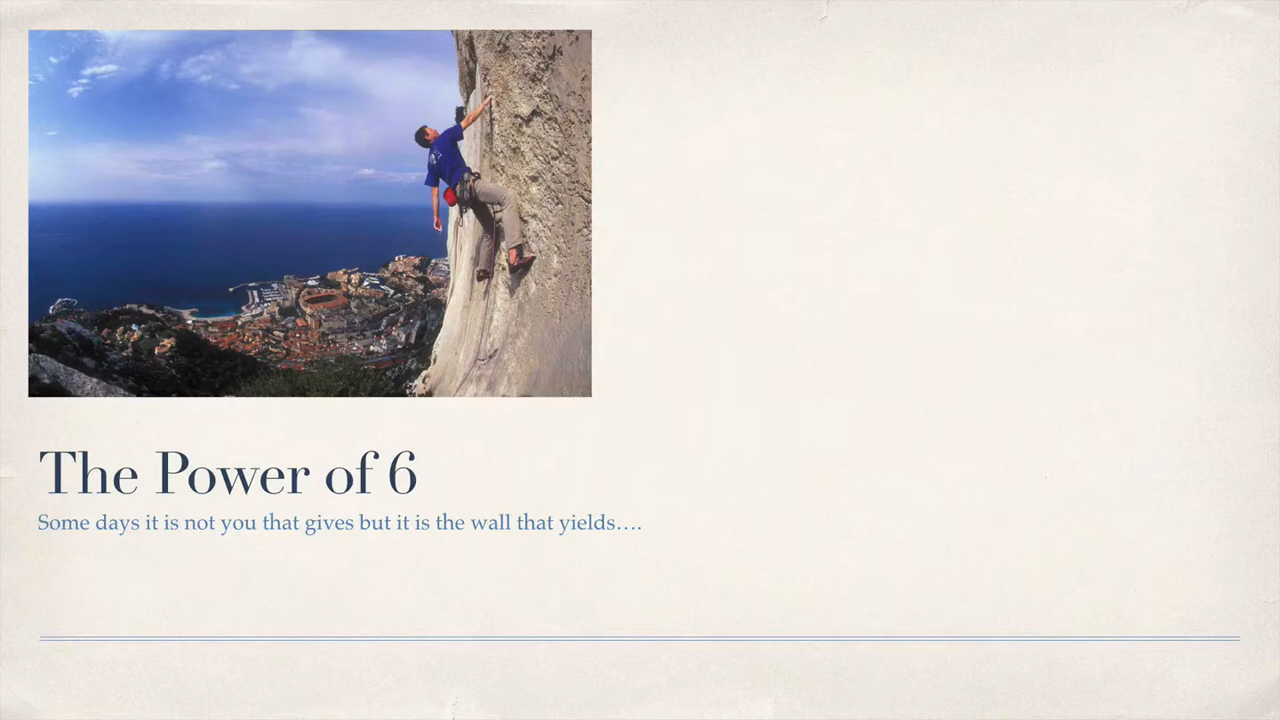 The Power of 6
Some days it is not you that gives but it is the wall that yields….